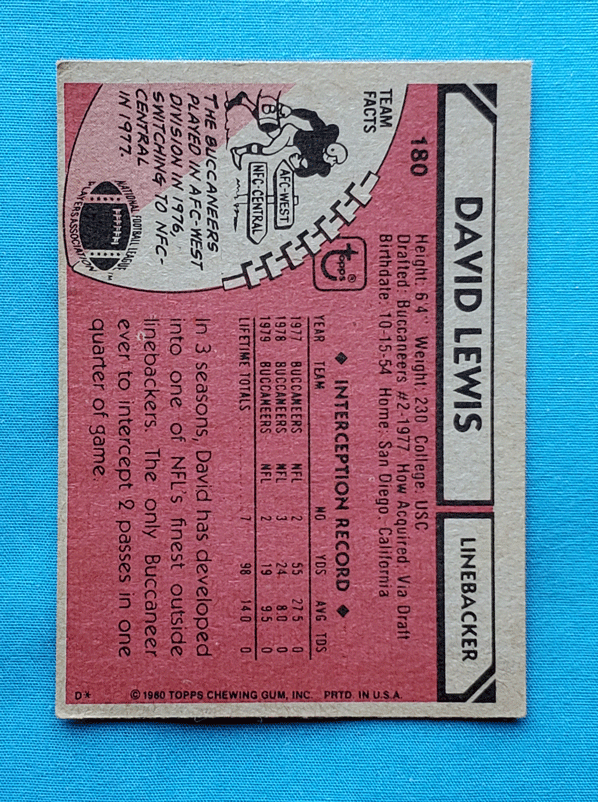 DAVID LEWIS
LINEBACKER
180
Height: 6'4" Weight: 230 College: USC
Drafted: Buccaneers #2-1977 How Acquired: Via Draft
Birthdate: 10-15-54 Home: San Diego, California
TEAM
FACTS
AFC-WEST
NFC-CENTRAL
B
THE BUCCANEERS
PLAYED IN AFC-WEST
DIVISION IN 1976,
SWITCHING TO NFC-
CENTRAL
IN 1977.
NATIONAL FOOTBALL LEAGUE
PLAYERS ASSOCIATION
topps®
◆ INTERCEPTION RECORD ◆
YEAR TEAM NO YDS AVG TDS
1977 BUCCANEERS NFL 2 55 27.5 0
1978 BUCCANEERS NFL 3 24 8.0 0
1979 BUCCANEERS NFL 2 19 9.5 0
LIFETIME TOTALS 7 98 14.0 0
In 3 seasons, David has developed
into one of NFL's finest outside
linebackers. The only Buccaneer
ever to intercept 2 passes in one
quarter of game.
D* © 1980 TOPPS CHEWING GUM, INC. PRTD. IN U.S.A.